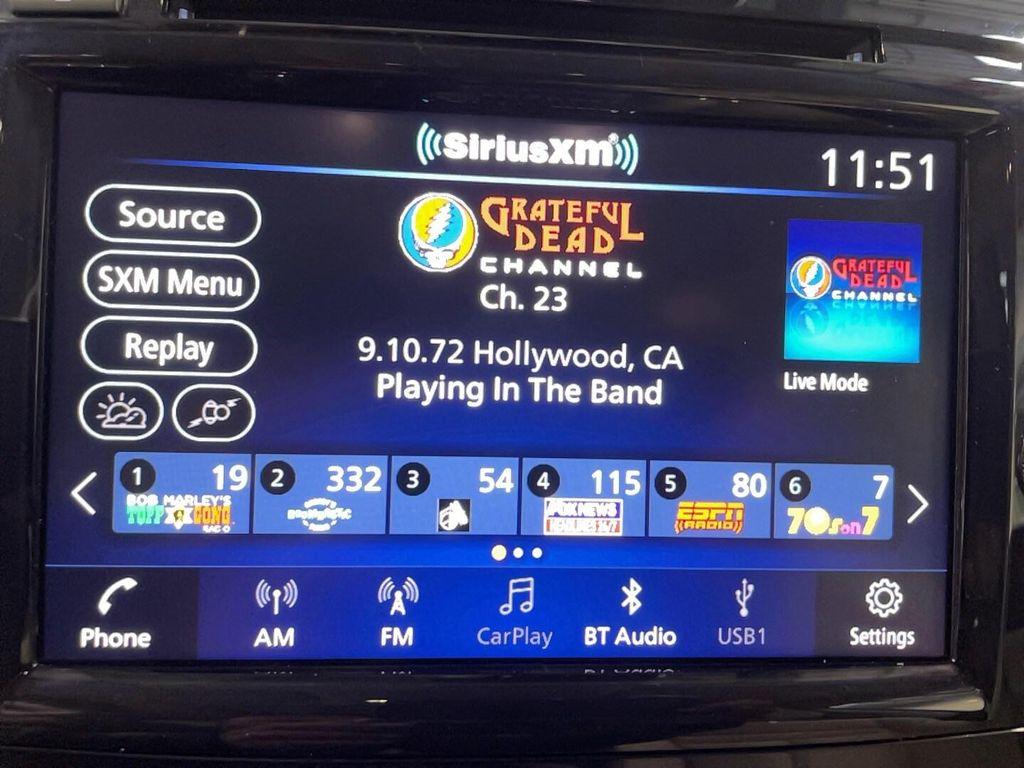 SiriusXM
11:51
Source
SXM Menu
Replay
GRATEFUL
DEAD
CHANNEL
Ch. 23
9.10.72 Hollywood, CA
Playing In The Band
GRATEFUL
DEAD
CHANNEL
Live Mode
1 19
BOB MARLEY'S
TUFF GONG
2 332
3 54
4 115
FOX NEWS
HEADLINES 24/7
5 80
ESPN
RADIO
6 7
70s on 7
Phone
AM
FM
CarPlay
BT Audio
USB1
Settings